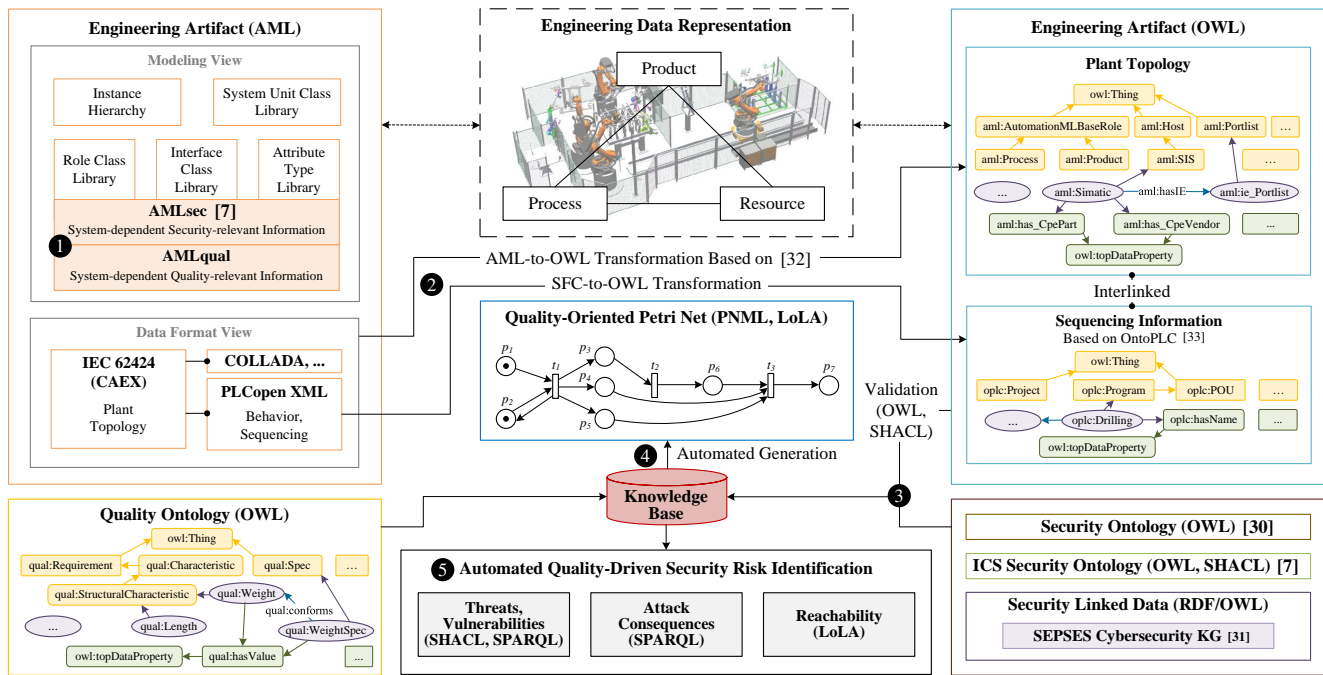 Engineering Artifact (AML)
Modeling View
Instance
Hierarchy
System Unit Class
Library
Role Class
Library
Interface
Class
Library
Attribute
Type
Library
AMLsec [7]
System-dependent Security-relevant Information
1
AMLqual
System-dependent Quality-relevant Information
Data Format View
IEC 62424
(CAEX)
Plant
Topology
COLLADA, ...
PLCopen XML
Behavior,
Sequencing
Engineering Data Representation
Product
Process
Resource
AML-to-OWL Transformation Based on [32]
2
SFC-to-OWL Transformation
Quality-Oriented Petri Net (PNML, LoLA)
p1
p2
t1
p3
p4
p5
t2
p6
t3
p7
Validation
(OWL,
SHACL)
4
Automated Generation
3
Knowledge
Base
Engineering Artifact (OWL)
Plant Topology
owl:Thing
aml:AutomationMLBaseRole
aml:Host
aml:Portlist
...
aml:Process
aml:Product
aml:SIS
...
...
aml:Simatic
aml:hasIE
aml:ie_Portlist
aml:has_CpePart
aml:has_CpeVendor
...
owl:topDataProperty
Interlinked
Sequencing Information
Based on OntoPLC [33]
owl:Thing
oplc:Project
oplc:Program
oplc:POU
...
...
oplc:Drilling
oplc:hasName
...
owl:topDataProperty
Quality Ontology (OWL)
owl:Thing
qual:Requirement
qual:Characteristic
qual:Spec
...
qual:StructuralCharacteristic
qual:Weight
qual:conforms
...
qual:Length
qual:WeightSpec
owl:topDataProperty
qual:hasValue
...
5
Automated Quality-Driven Security Risk Identification
Threats,
Vulnerabilities
(SHACL, SPARQL)
Attack
Consequences
(SPARQL)
Reachability
(LoLA)
Security Ontology (OWL) [30]
ICS Security Ontology (OWL, SHACL) [7]
Security Linked Data (RDF/OWL)
SEPSES Cybersecurity KG [31]